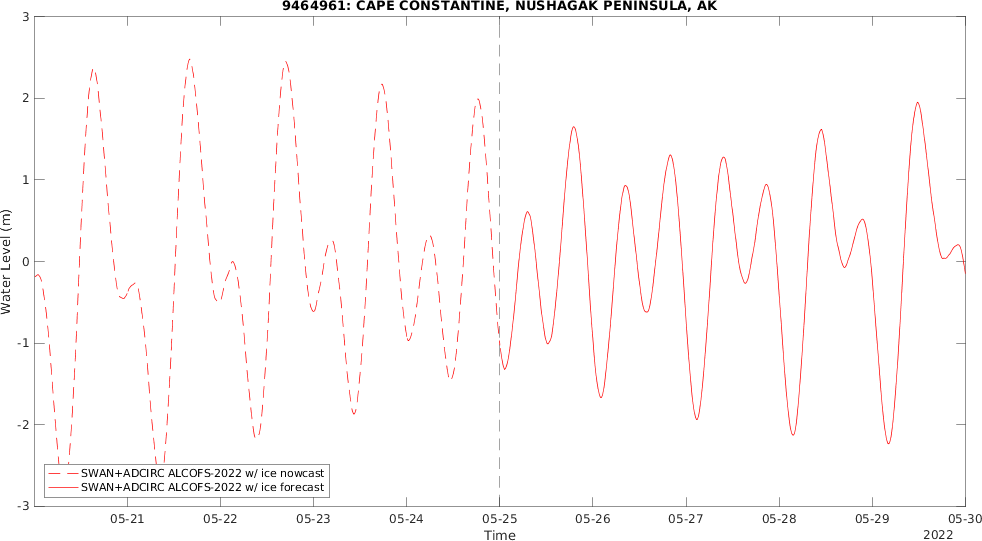 9464961: CAPE CONSTANTINE, NUSHAGAK PENINSULA, AK
3
2
1
0
-1
-2
-3
Water Level (m)
SWAN+ADCIRC ALCOFS-2022 w/ ice nowcast
SWAN+ADCIRC ALCOFS-2022 w/ ice forecast
05-21 05-22 05-23 05-24 05-25 05-26 05-27 05-28 05-29 05-30
Time
2022